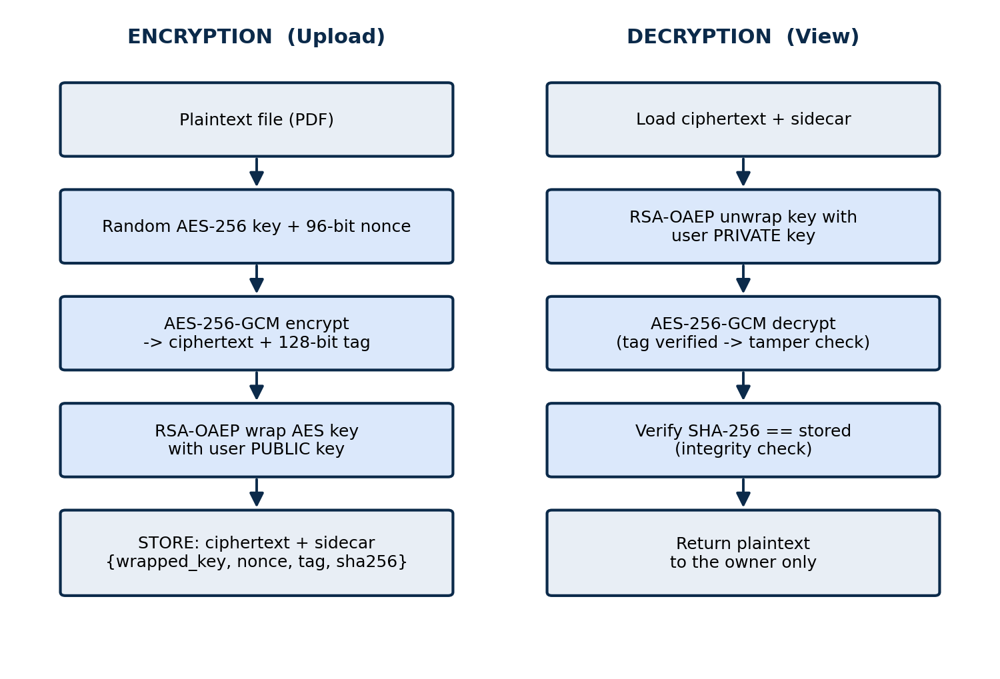 ENCRYPTION  (Upload)
Plaintext file (PDF)
Random AES-256 key + 96-bit nonce
AES-256-GCM encrypt
-> ciphertext + 128-bit tag
RSA-OAEP wrap AES key
with user PUBLIC key
STORE: ciphertext + sidecar
{wrapped_key, nonce, tag, sha256}
DECRYPTION  (View)
Load ciphertext + sidecar
RSA-OAEP unwrap key with
user PRIVATE key
AES-256-GCM decrypt
(tag verified -> tamper check)
Verify SHA-256 == stored
(integrity check)
Return plaintext
to the owner only